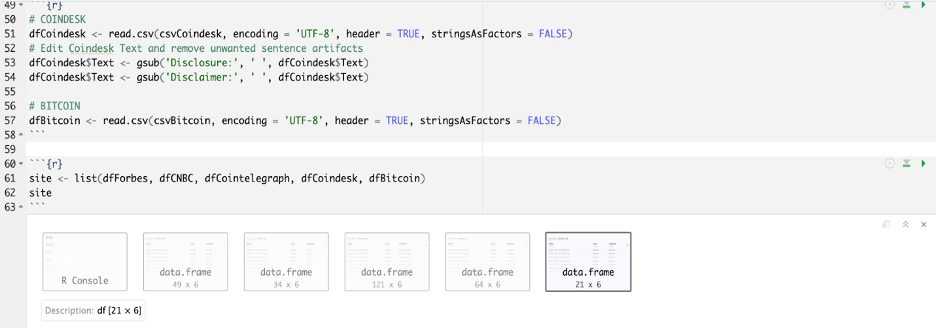 49 ```{r}
50 # COINDESK
51 dfCoindesk <- read.csv(csvCoindesk, encoding = 'UTF-8', header = TRUE, stringsAsFactors = FALSE)
52 # Edit Coindesk Text and remove unwanted sentence artifacts
53 dfCoindesk$Text <- gsub('Disclosure:', ' ', dfCoindesk$Text)
54 dfCoindesk$Text <- gsub('Disclaimer:', ' ', dfCoindesk$Text)
55
56 # BITCOIN
57 dfBitcoin <- read.csv(csvBitcoin, encoding = 'UTF-8', header = TRUE, stringsAsFactors = FALSE)
58 ```
59
60 ```{r}
61 site <- list(dfForbes, dfCNBC, dfCointelegraph, dfCoindesk, dfBitcoin)
62 site
63 ```
R Console
data.frame
49 x 6
data.frame
34 x 6
data.frame
121 x 6
data.frame
64 x 6
data.frame
21 x 6
Description: df [21 × 6]